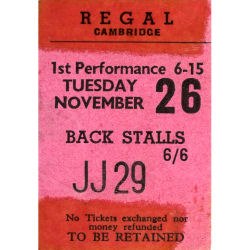 REGAL
CAMBRIDGE
1st Performance 6-15
TUESDAY
NOVEMBER 26
BACK STALLS
6/6
JJ 29
No Tickets exchanged nor
money refunded
TO BE RETAINED